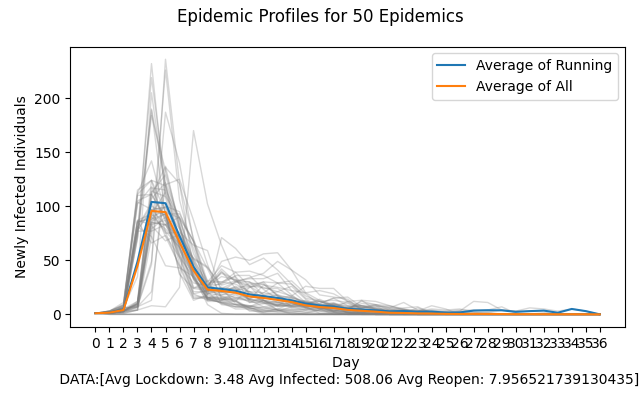 Epidemic Profiles for 50 Epidemics
Average of Running
Average of All
Newly Infected Individuals
200
150
100
50
0
0 1 2 3 4 5 6 7 8 9 10 11 12 13 14 15 16 17 18 19 20 21 22 23 24 25 26 27 28 29 30 31 32 33 34 35 36
Day
DATA:[Avg Lockdown: 3.48 Avg Infected: 508.06 Avg Reopen: 7.956521739130435]